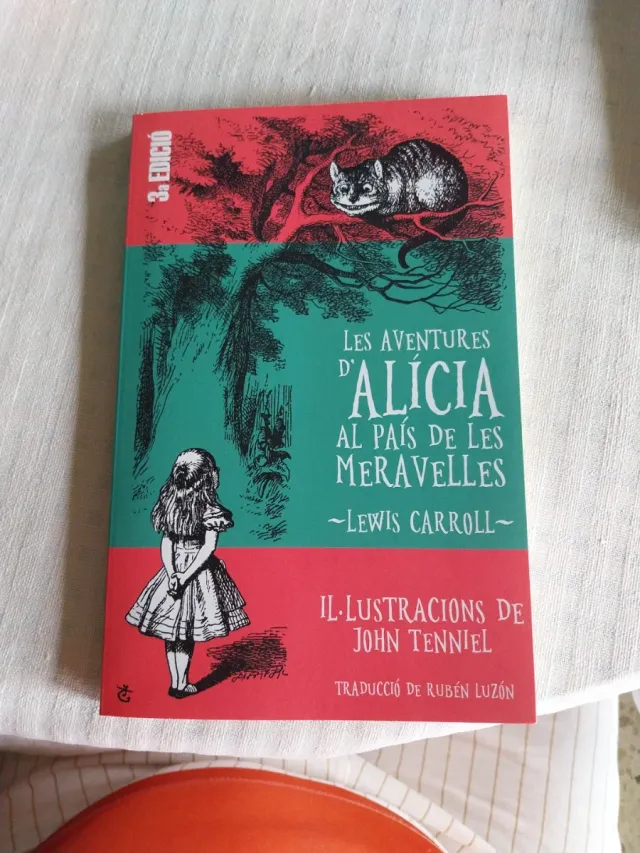 3a EDICIÓ
LES AVENTURES
D'ALÍCIA
AL PAÍS DE LES
MERAVELLES
~LEWIS CARROLL~
IL·LUSTRACIONS DE
JOHN TENNIEL
TRADUCCIÓ DE RUBÉN LUZÓN